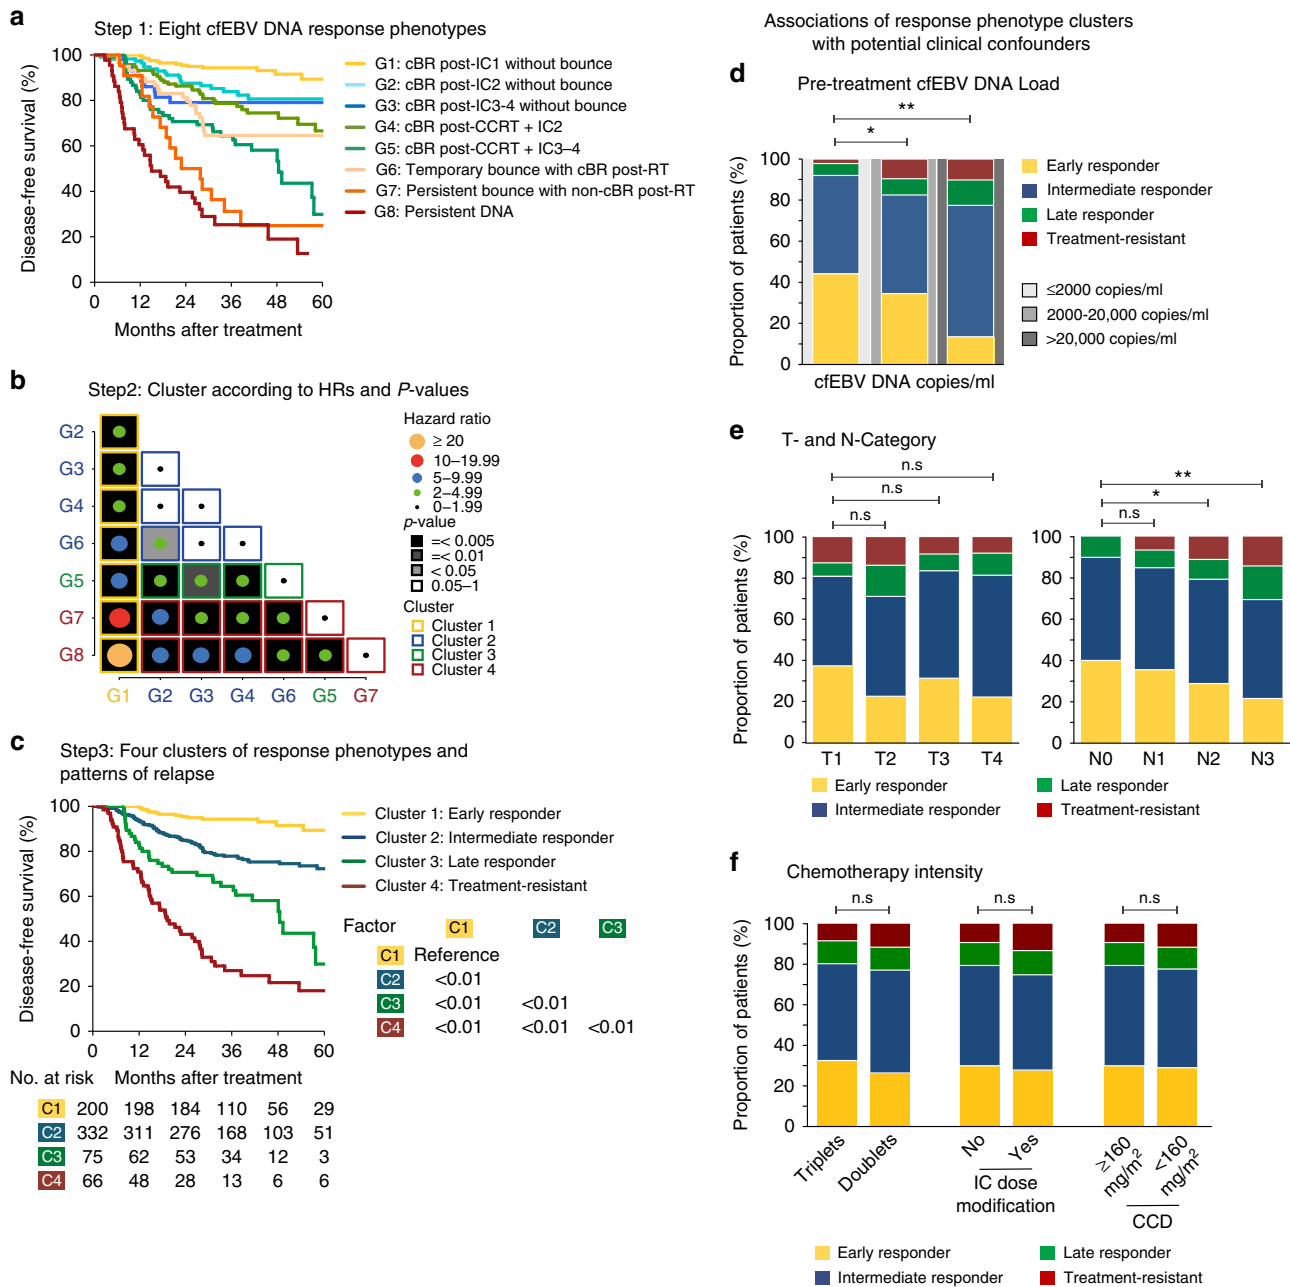 a
Step 1: Eight cfEBV DNA response phenotypes
Disease-free survival (%)
100
80
60
40
20
0
0 12 24 36 48 60
Months after treatment
G1: cBR post-IC1 without bounce
G2: cBR post-IC2 without bounce
G3: cBR post-IC3-4 without bounce
G4: cBR post-CCRT + IC2
G5: cBR post-CCRT + IC3–4
G6: Temporary bounce with cBR post-RT
G7: Persistent bounce with non-cBR post-RT
G8: Persistent DNA
b
Step2: Cluster according to HRs and P-values
G2
G3
G4
G6
G5
G7
G8
G1 G2 G3 G4 G6 G5 G7
Hazard ratio
≥ 20
10–19.99
5–9.99
2–4.99
0–1.99
p-value
=< 0.005
=< 0.01
< 0.05
0.05–1
Cluster
Cluster 1
Cluster 2
Cluster 3
Cluster 4
c
Step3: Four clusters of response phenotypes and
patterns of relapse
Disease-free survival (%)
100
80
60
40
20
0
0 12 24 36 48 60
Months after treatment
Cluster 1: Early responder
Cluster 2: Intermediate responder
Cluster 3: Late responder
Cluster 4: Treatment-resistant
Factor C1 C2 C3
C1 Reference
C2 <0.01
C3 <0.01 <0.01
C4 <0.01 <0.01 <0.01
No. at risk
C1 200 198 184 110 56 29
C2 332 311 276 168 103 51
C3 75 62 53 34 12 3
C4 66 48 28 13 6 6
Associations of response phenotype clusters
with potential clinical confounders
d
Pre-treatment cfEBV DNA Load
**
*
Proportion of patients (%)
100
80
60
40
20
0
cfEBV DNA copies/ml
Early responder
Intermediate responder
Late responder
Treatment-resistant
≤2000 copies/ml
2000-20,000 copies/ml
>20,000 copies/ml
e
T- and N-Category
n.s
n.s
n.s
Proportion of patients (%)
100
80
60
40
20
0
T1 T2 T3 T4
**
*
n.s
Proportion of patients (%)
100
80
60
40
20
0
N0 N1 N2 N3
Early responder
Intermediate responder
Late responder
Treatment-resistant
f
Chemotherapy intensity
n.s n.s n.s
Proportion of patients (%)
100
80
60
40
20
0
Triplets
Doublets
No
Yes
IC dose
modification
≥160
mg/m²
<160
mg/m²
CCD
Early responder
Intermediate responder
Late responder
Treatment-resistant